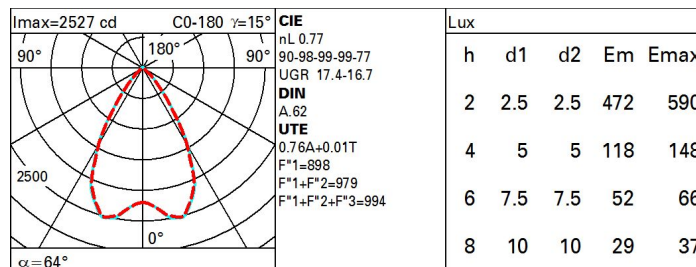 Imax=2527 cd C0-180 γ=15°
90° 180° 90°
2500
0°
α=64°
CIE
nL 0.77
90-98-99-99-77
UGR 17.4-16.7
DIN
A.62
UTE
0.76A+0.01T
F"1=898
F"1+F"2=979
F"1+F"2+F"3=994
Lux
h d1 d2 Em Emax
2 2.5 2.5 472 590
4 5 5 118 148
6 7.5 7.5 52 66
8 10 10 29 37